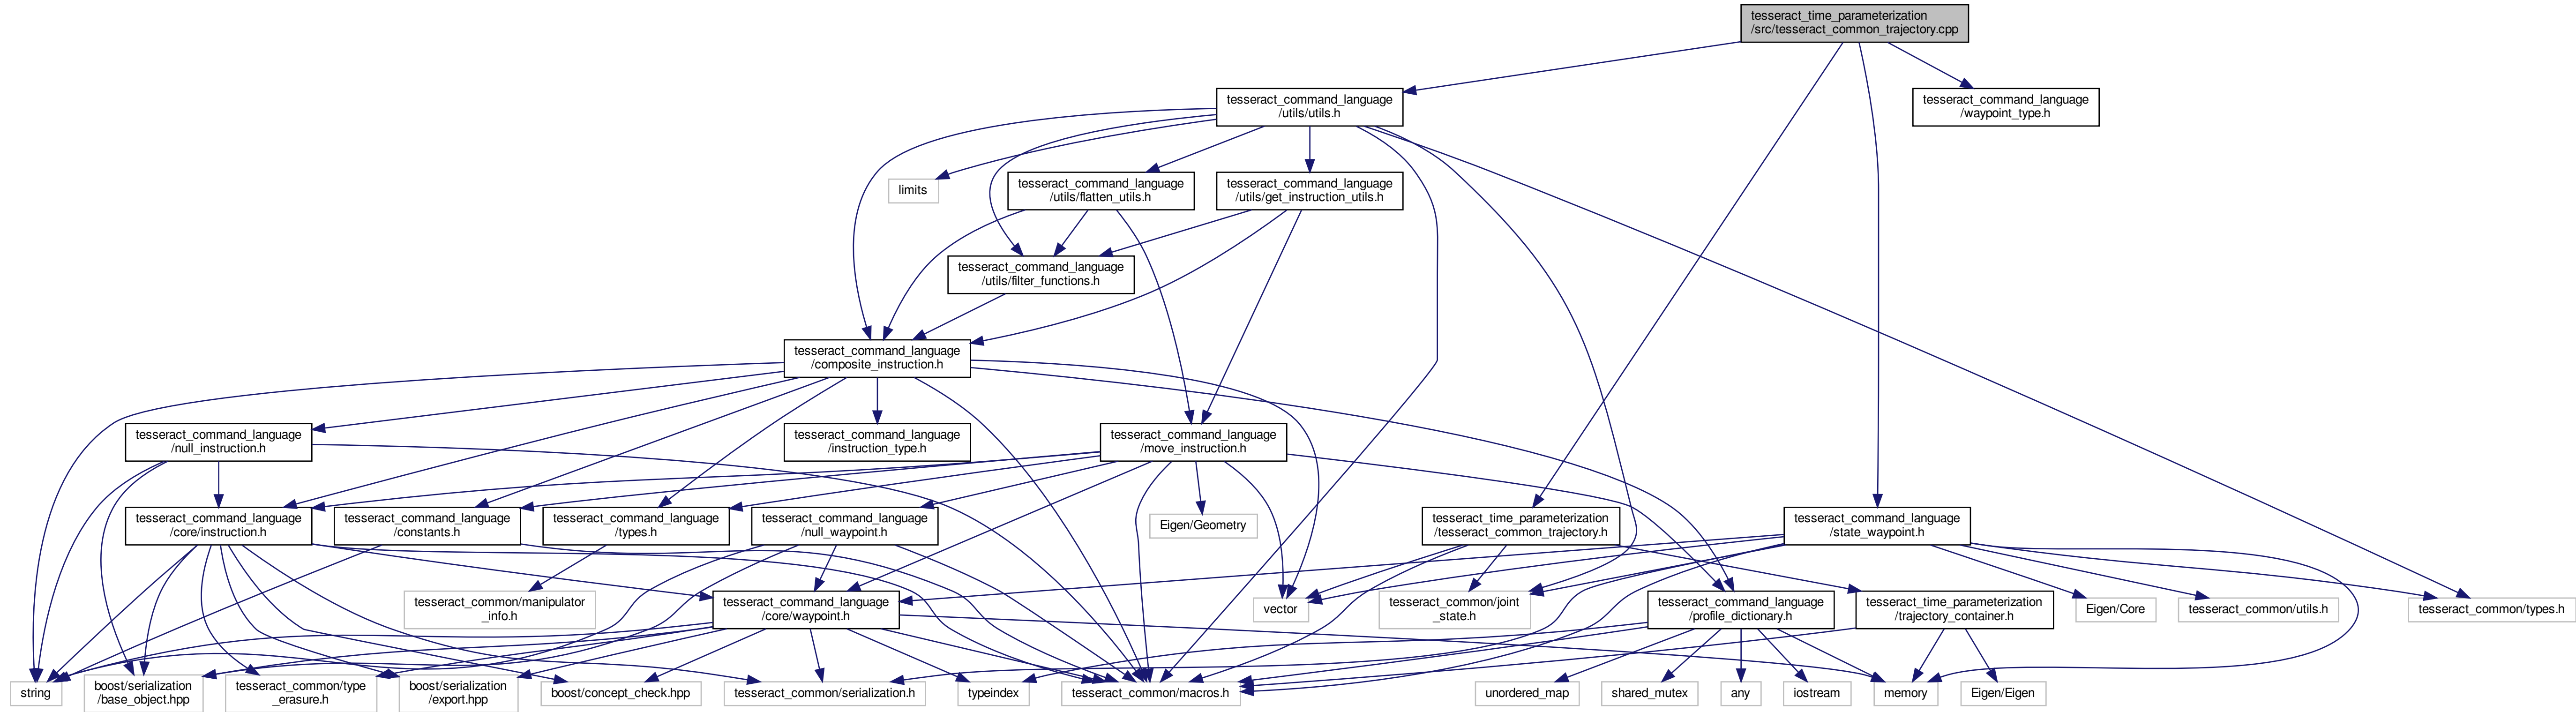 tesseract_time_parameterization
/src/tesseract_common_trajectory.cpp
tesseract_command_language
/utils/utils.h
tesseract_command_language
/waypoint_type.h
limits
tesseract_command_language
/utils/flatten_utils.h
tesseract_command_language
/utils/get_instruction_utils.h
tesseract_command_language
/utils/filter_functions.h
tesseract_command_language
/composite_instruction.h
tesseract_command_language
/null_instruction.h
tesseract_command_language
/instruction_type.h
tesseract_command_language
/move_instruction.h
tesseract_command_language
/core/instruction.h
tesseract_command_language
/constants.h
tesseract_command_language
/types.h
tesseract_command_language
/null_waypoint.h
Eigen/Geometry
tesseract_time_parameterization
/tesseract_common_trajectory.h
tesseract_command_language
/state_waypoint.h
tesseract_common/manipulator
_info.h
tesseract_command_language
/core/waypoint.h
vector
tesseract_common/joint
_state.h
tesseract_command_language
/profile_dictionary.h
tesseract_time_parameterization
/trajectory_container.h
Eigen/Core
tesseract_common/utils.h
tesseract_common/types.h
string
boost/serialization
/base_object.hpp
tesseract_common/type
_erasure.h
boost/serialization
/export.hpp
boost/concept_check.hpp
tesseract_common/serialization.h
typeindex
tesseract_common/macros.h
unordered_map
shared_mutex
any
iostream
memory
Eigen/Eigen